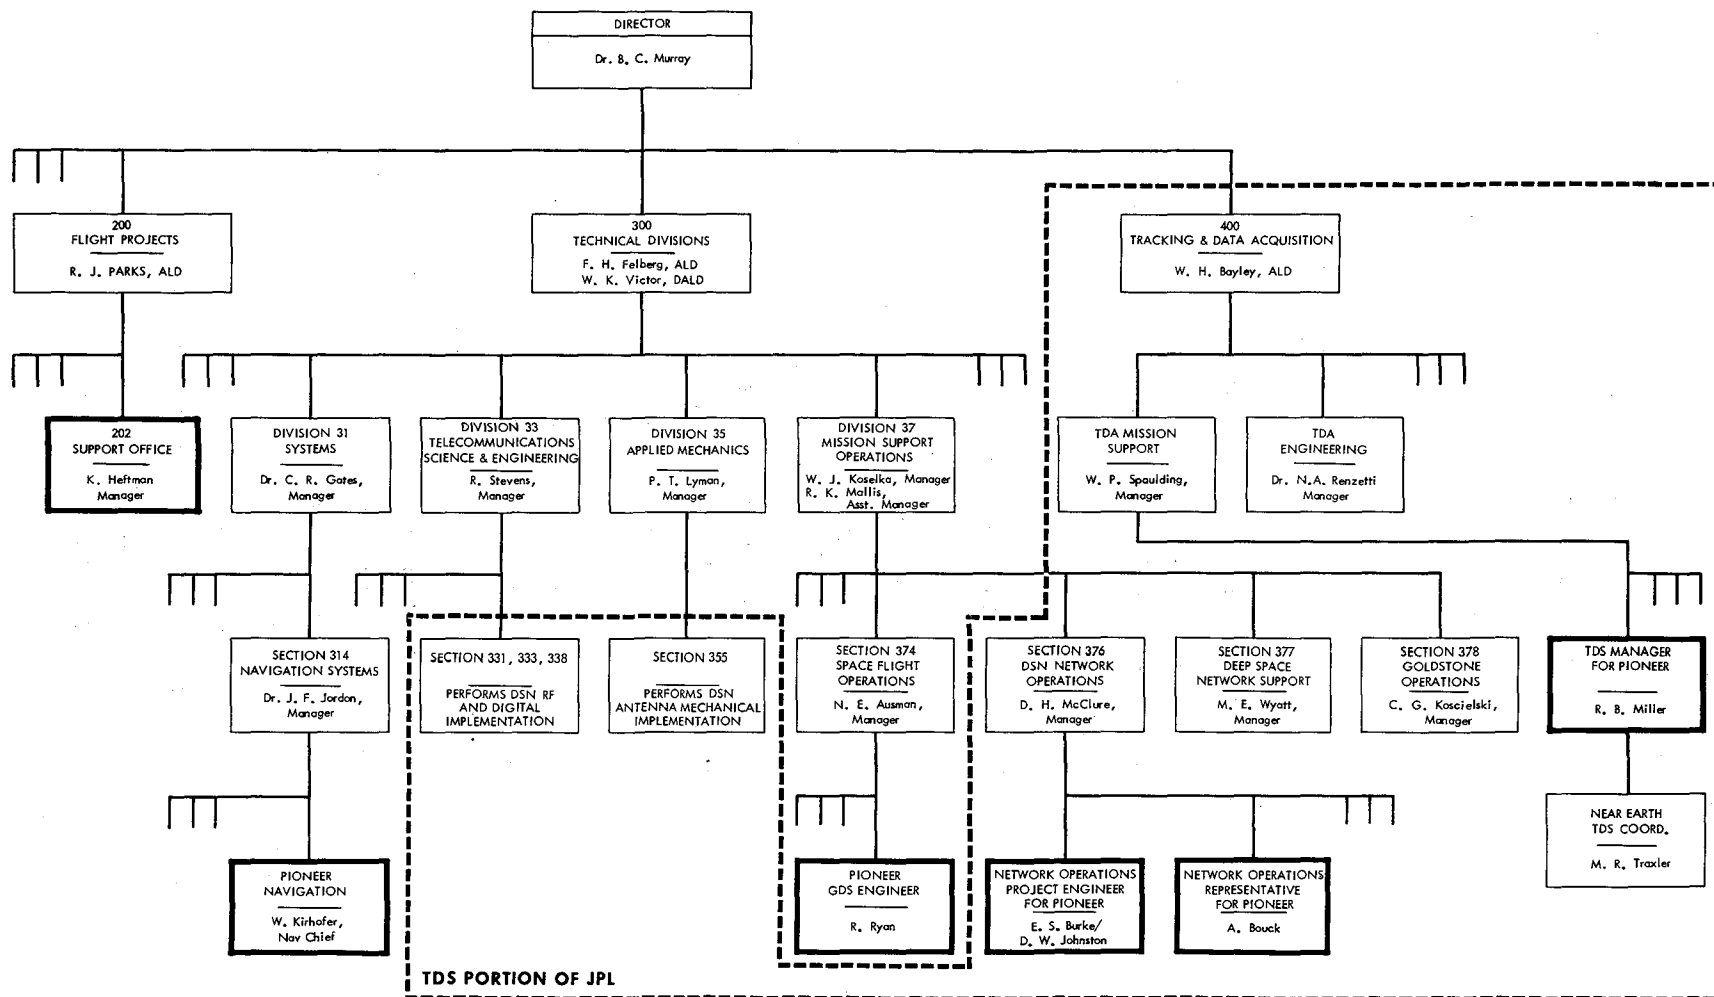 DIRECTOR
Dr. B. C. Murray
200
FLIGHT PROJECTS
R. J. PARKS, ALD
300
TECHNICAL DIVISIONS
F. H. Felberg, ALD
W. K. Victor, DALD
400
TRACKING & DATA ACQUISITION
W. H. Bayley, ALD
202
SUPPORT OFFICE
K. Heftman
Manager
DIVISION 31
SYSTEMS
Dr. C. R. Gates,
Manager
DIVISION 33
TELECOMMUNICATIONS
SCIENCE & ENGINEERING
R. Stevens,
Manager
DIVISION 35
APPLIED MECHANICS
P. T. Lyman,
Manager
DIVISION 37
MISSION SUPPORT
OPERATIONS
W. J. Koselka, Manager
R. K. Mallis,
Asst. Manager
TDA MISSION
SUPPORT
W. P. Spaulding,
Manager
TDA
ENGINEERING
Dr. N.A. Renzetti
Manager
SECTION 314
NAVIGATION SYSTEMS
Dr. J. F. Jordon,
Manager
SECTION 331, 333, 338
PERFORMS DSN RF
AND DIGITAL
IMPLEMENTATION
SECTION 355
PERFORMS DSN
ANTENNA MECHANICAL
IMPLEMENTATION
SECTION 374
SPACE FLIGHT
OPERATIONS
N. E. Ausman,
Manager
SECTION 376
DSN NETWORK
OPERATIONS
D. H. McClure,
Manager
SECTION 377
DEEP SPACE
NETWORK SUPPORT
M. E. Wyatt,
Manager
SECTION 378
GOLDSTONE
OPERATIONS
C. G. Koscielski,
Manager
TDS MANAGER
FOR PIONEER
R. B. Miller
PIONEER
NAVIGATION
W. Kirhofer,
Nav Chief
PIONEER
GDS ENGINEER
R. Ryan
NETWORK OPERATIONS
PROJECT ENGINEER
FOR PIONEER
E. S. Burke/
D. W. Johnston
NETWORK OPERATIONS
REPRESENTATIVE
FOR PIONEER
A. Bouck
NEAR EARTH
TDS COORD.
M. R. Traxler
TDS PORTION OF JPL